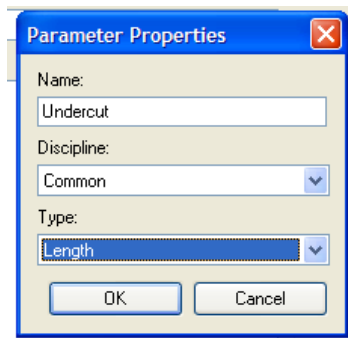 Parameter Properties
Name:
Undercut
Discipline:
Common
Type:
Length
OK Cancel